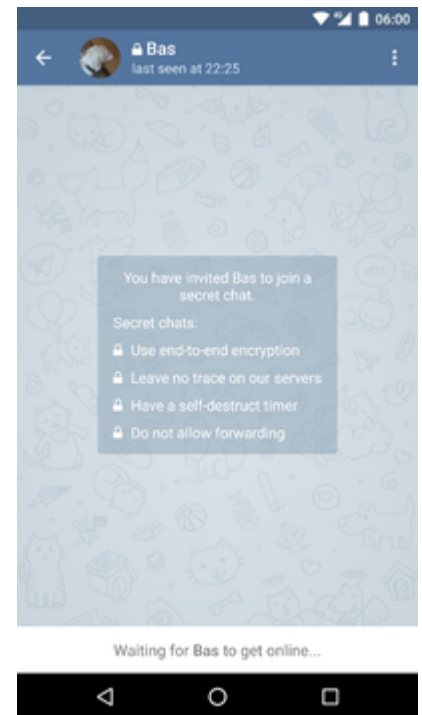 06:00
Bas
last seen at 22:25
You have invited Bas to join a
secret chat.
Secret chats:
Use end-to-end encryption
Leave no trace on our servers
Have a self-destruct timer
Do not allow forwarding
Waiting for Bas to get online...